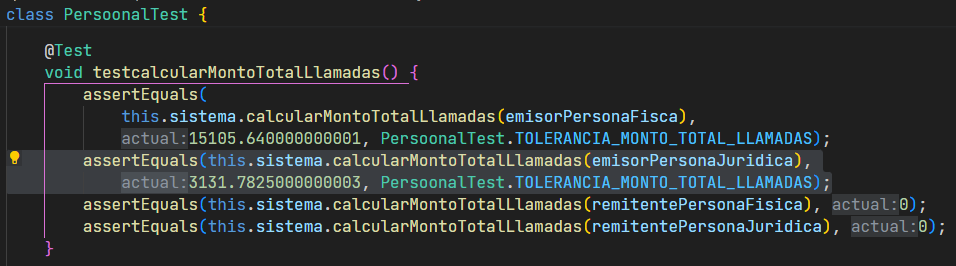 class PersoonalTest {
@Test
void testcalcularMontoTotalLlamadas() {
assertEquals(
this.sistema.calcularMontoTotalLlamadas(emisorPersonaFisca),
actual:15105.640000000001, PersoonalTest.TOLERANCIA_MONTO_TOTAL_LLAMADAS);
assertEquals(this.sistema.calcularMontoTotalLlamadas(emisorPersonaJuridica),
actual:3131.7825000000003, PersoonalTest.TOLERANCIA_MONTO_TOTAL_LLAMADAS);
assertEquals(this.sistema.calcularMontoTotalLlamadas(remitentePersonaFisica), actual:0);
assertEquals(this.sistema.calcularMontoTotalLlamadas(remitentePersonaJuridica), actual:0);
}